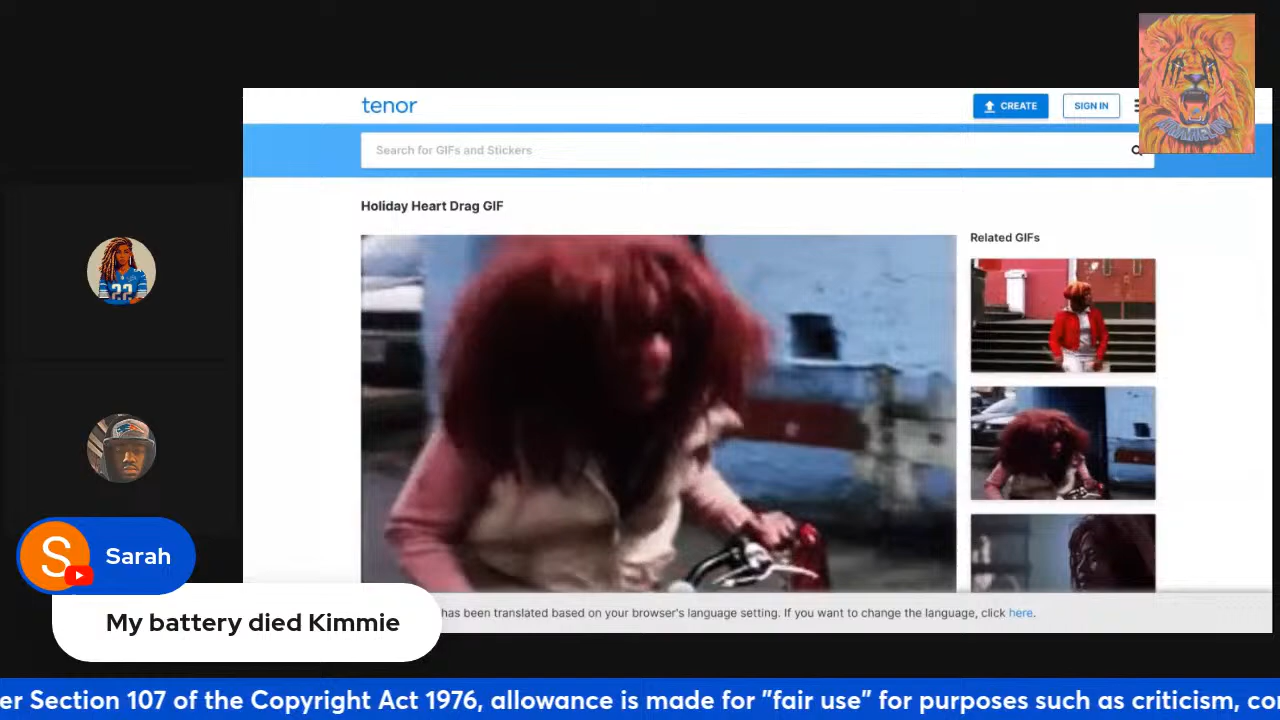 tenor
CREATE
SIGN IN
Search for GIFs and Stickers
Holiday Heart Drag GIF
Related GIFs
22
S
Sarah
My battery died Kimmie
has been translated based on your browser's language setting. If you want to change the language, click here.
er Section 107 of the Copyright Act 1976, allowance is made for "fair use" for purposes such as criticism, co